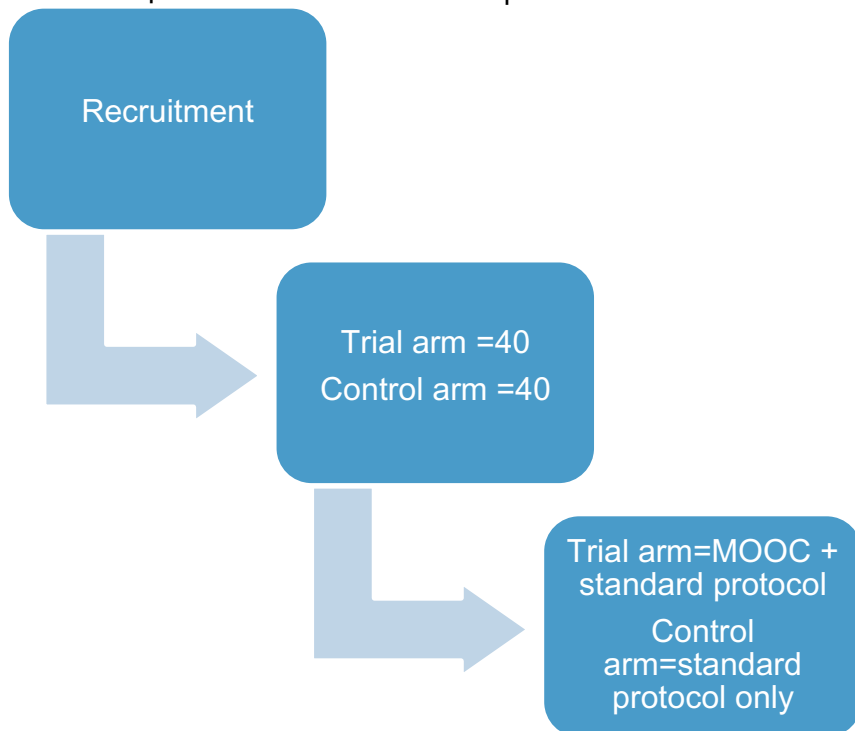 Recruitment
Trial arm =40
Control arm =40
Trial arm=MOOC +
standard protocol
Control
arm=standard
protocol only